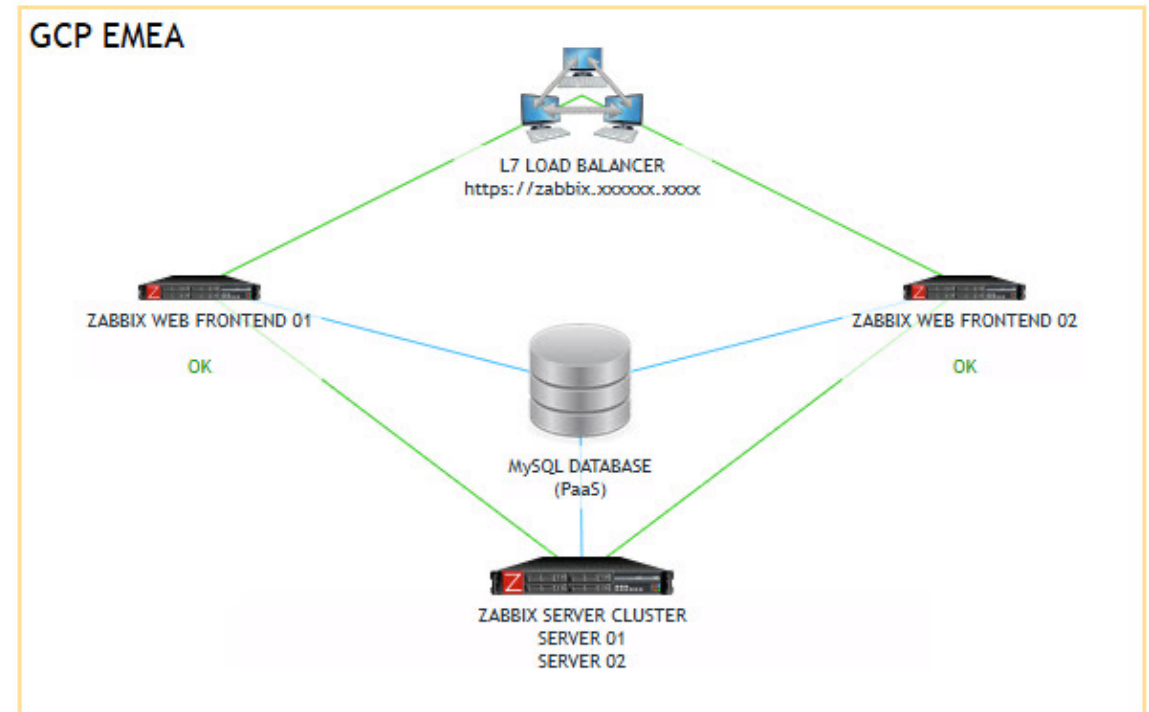 GCP EMEA
L7 LOAD BALANCER
https://zabbix.xxxxxx.xxxx
ZABBIX WEB FRONTEND 01
OK
ZABBIX WEB FRONTEND 02
OK
MySQL DATABASE
(PaaS)
Z
ZABBIX SERVER CLUSTER
SERVER 01
SERVER 02